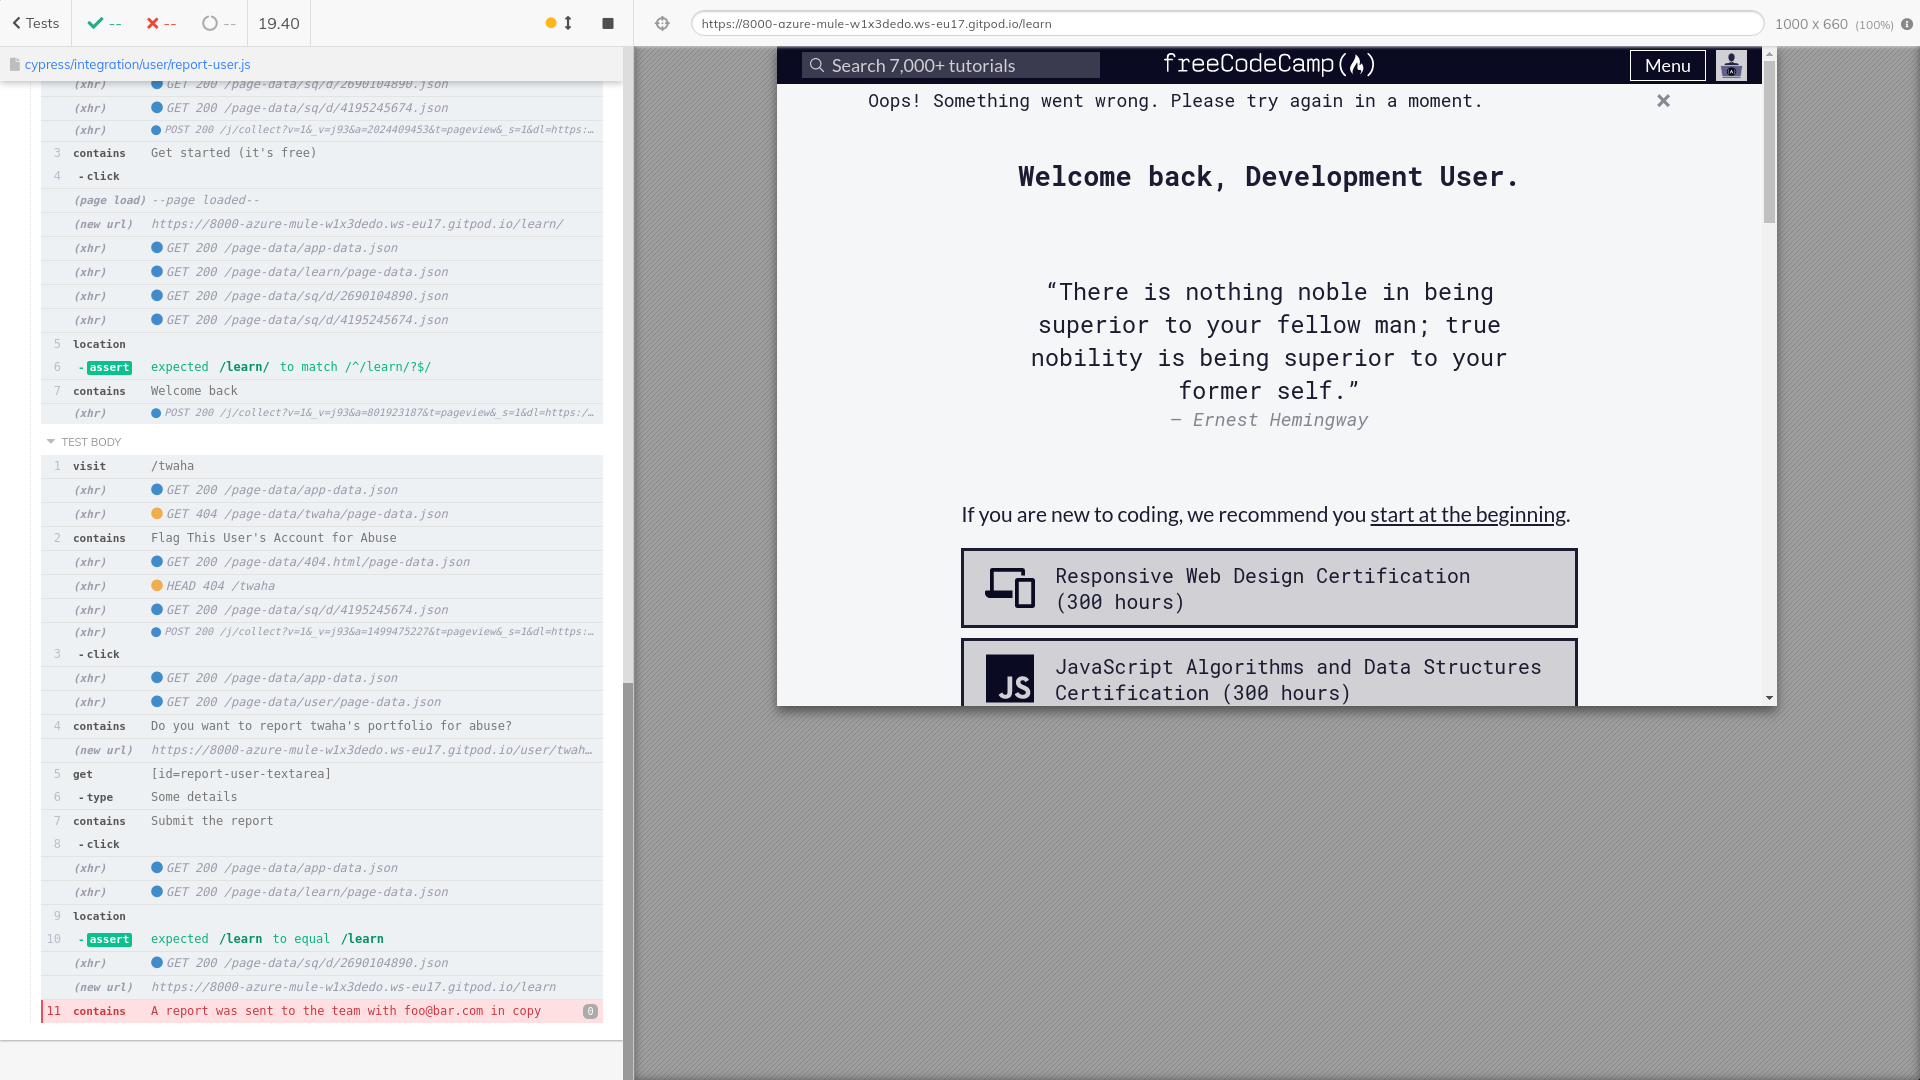 Tests
--
--
--
19.40
https://8000-azure-mule-w1x3dedo.ws-eu17.gitpod.io/learn
1000 x 660 (100%)
cypress/integration/user/report-user.js
(xhr) GET 200 /page-data/sq/d/2690104890.json
(xhr) GET 200 /page-data/sq/d/4195245674.json
(xhr) POST 200 /j/collect?v=1&_v=j93&a=2024409453&t=pageview&_s=1&dl=https:…
3 contains Get started (it's free)
4 -click
(page load) --page loaded--
(new url) https://8000-azure-mule-w1x3dedo.ws-eu17.gitpod.io/learn/
(xhr) GET 200 /page-data/app-data.json
(xhr) GET 200 /page-data/learn/page-data.json
(xhr) GET 200 /page-data/sq/d/2690104890.json
(xhr) GET 200 /page-data/sq/d/4195245674.json
5 location
6 -assert expected /learn/ to match /^/learn/?$/
7 contains Welcome back
(xhr) POST 200 /j/collect?v=1&_v=j93&a=801923187&t=pageview&_s=1&dl=https:/…
TEST BODY
1 visit /twaha
(xhr) GET 200 /page-data/app-data.json
(xhr) GET 404 /page-data/twaha/page-data.json
2 contains Flag This User's Account for Abuse
(xhr) GET 200 /page-data/404.html/page-data.json
(xhr) HEAD 404 /twaha
(xhr) GET 200 /page-data/sq/d/4195245674.json
(xhr) POST 200 /j/collect?v=1&_v=j93&a=1499475227&t=pageview&_s=1&dl=https:…
3 -click
(xhr) GET 200 /page-data/app-data.json
(xhr) GET 200 /page-data/user/page-data.json
4 contains Do you want to report twaha's portfolio for abuse?
(new url) https://8000-azure-mule-w1x3dedo.ws-eu17.gitpod.io/user/twah…
5 get [id=report-user-textarea]
6 -type Some details
7 contains Submit the report
8 -click
(xhr) GET 200 /page-data/app-data.json
(xhr) GET 200 /page-data/learn/page-data.json
9 location
10 -assert expected /learn to equal /learn
(xhr) GET 200 /page-data/sq/d/2690104890.json
(new url) https://8000-azure-mule-w1x3dedo.ws-eu17.gitpod.io/learn
11 contains A report was sent to the team with foo@bar.com in copy 0
Search 7,000+ tutorials
freeCodeCamp
Menu
Oops! Something went wrong. Please try again in a moment.
Welcome back, Development User.
“There is nothing noble in being
superior to your fellow man; true
nobility is being superior to your
former self.”
— Ernest Hemingway
If you are new to coding, we recommend you start at the beginning.
Responsive Web Design Certification
(300 hours)
JS
JavaScript Algorithms and Data Structures
Certification (300 hours)